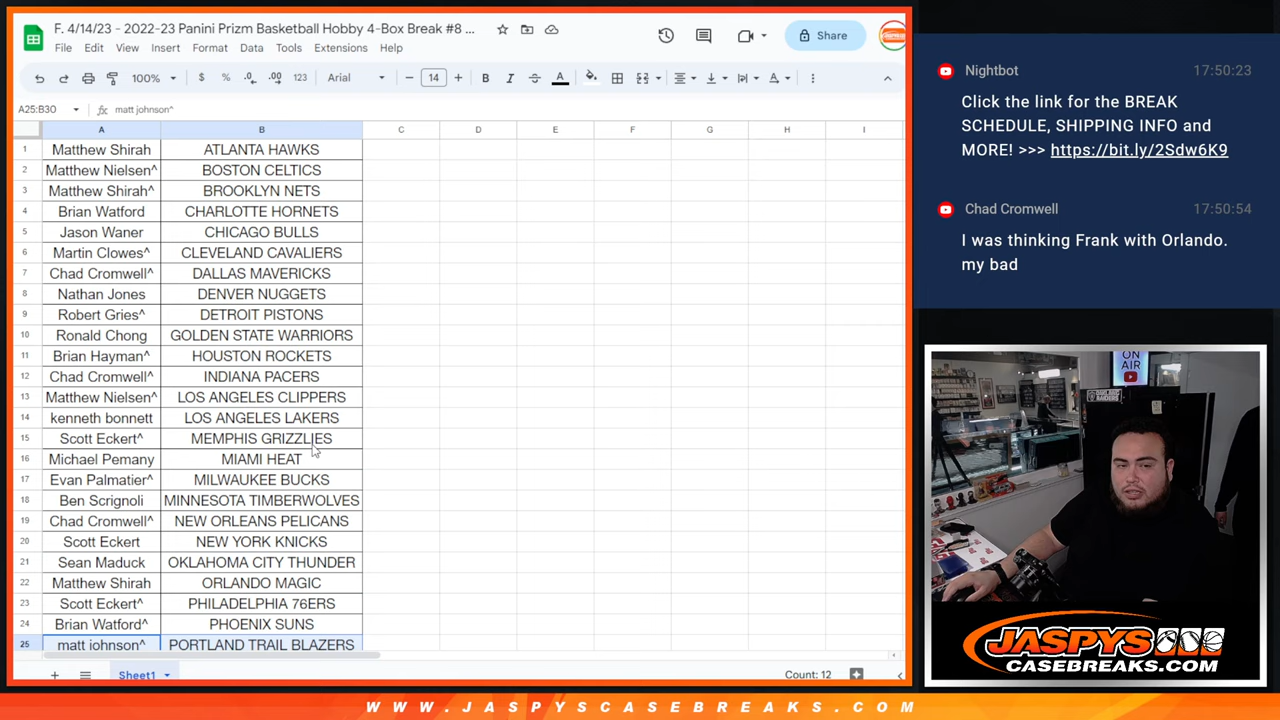 F. 4/14/23 - 2022-23 Panini Prizm Basketball Hobby 4-Box Break #8 ...
File Edit View Insert Format Data Tools Extensions Help
Share
100% $ % .0 .00 123 Arial 14 B I A
A25:B30 fx matt johnson^
A B C D E F G H I
1 Matthew Shirah ATLANTA HAWKS
2 Matthew Nielsen^ BOSTON CELTICS
3 Matthew Shirah^ BROOKLYN NETS
4 Brian Watford CHARLOTTE HORNETS
5 Jason Waner CHICAGO BULLS
6 Martin Clowes^ CLEVELAND CAVALIERS
7 Chad Cromwell^ DALLAS MAVERICKS
8 Nathan Jones DENVER NUGGETS
9 Robert Gries^ DETROIT PISTONS
10 Ronald Chong GOLDEN STATE WARRIORS
11 Brian Hayman^ HOUSTON ROCKETS
12 Chad Cromwell^ INDIANA PACERS
13 Matthew Nielsen^ LOS ANGELES CLIPPERS
14 kenneth bonnett LOS ANGELES LAKERS
15 Scott Eckert^ MEMPHIS GRIZZLIES
16 Michael Pemany MIAMI HEAT
17 Evan Palmatier^ MILWAUKEE BUCKS
18 Ben Scrignoli MINNESOTA TIMBERWOLVES
19 Chad Cromwell^ NEW ORLEANS PELICANS
20 Scott Eckert NEW YORK KNICKS
21 Sean Maduck OKLAHOMA CITY THUNDER
22 Matthew Shirah ORLANDO MAGIC
23 Scott Eckert^ PHILADELPHIA 76ERS
24 Brian Watford^ PHOENIX SUNS
25 matt johnson^ PORTLAND TRAIL BLAZERS
Sheet1
Count: 12
Nightbot 17:50:23
Click the link for the BREAK
SCHEDULE, SHIPPING INFO and
MORE! >>> https://bit.ly/2Sdw6K9
Chad Cromwell 17:50:54
I was thinking Frank with Orlando.
my bad
ON
AIR
JASPYS
CASEBREAKS.COM
WWW.JASPYSCASEBREAKS.COM